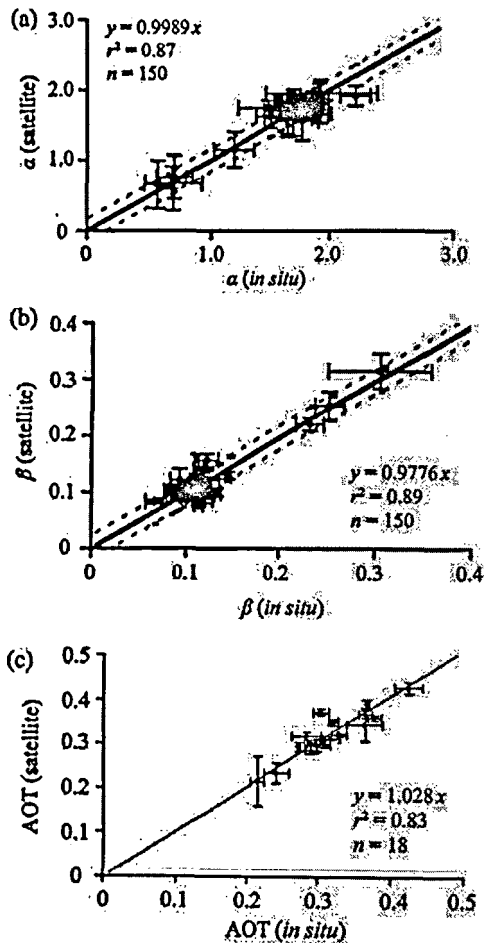 (a)
3.0
y = 0.9989x
r² = 0.87
n = 150
2.0
α (satellite)
1.0
0
0 1.0 2.0 3.0
α (in situ)
(b)
0.4
0.3
β (satellite)
0.2
y = 0.9776x
r² = 0.89
n = 150
0.1
0
0 0.1 0.2 0.3 0.4
β (in situ)
(c)
0.5
0.4
AOT (satellite)
0.3
0.2
y = 1.028x
r² = 0.83
n = 18
0.1
0
0 0.1 0.2 0.3 0.4 0.5
AOT (in situ)